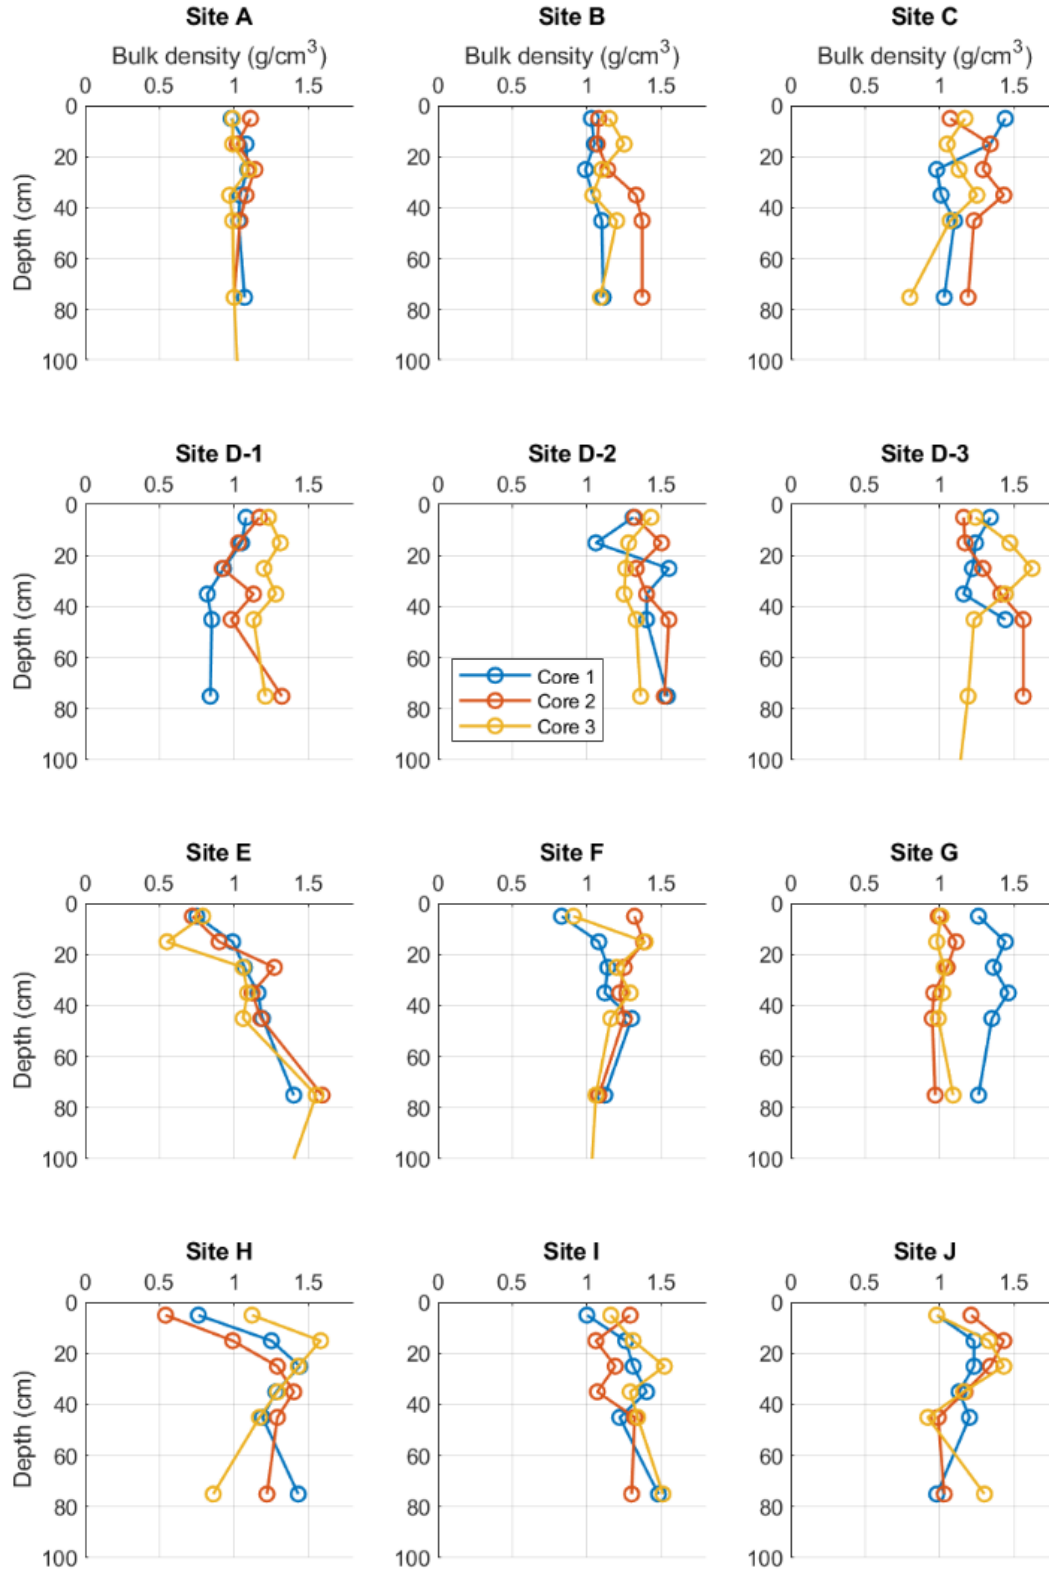 Site A Site B Site C
Bulk density (g/cm³) Bulk density (g/cm³) Bulk density (g/cm³)
0 0.5 1 1.5 0 0.5 1 1.5 0 0.5 1 1.5
0 0 0
20 20 20
40 40 40
60 60 60
80 80 80
100 100 100
Depth (cm)
Site D-1 Site D-2 Site D-3
0 0.5 1 1.5 0 0.5 1 1.5 0 0.5 1 1.5
0 0 0
20 20 20
40 40 40
60 60 60
80 80 80
100 100 100
Depth (cm)
Core 1
Core 2
Core 3
Site E Site F Site G
0 0.5 1 1.5 0 0.5 1 1.5 0 0.5 1 1.5
0 0 0
20 20 20
40 40 40
60 60 60
80 80 80
100 100 100
Depth (cm)
Site H Site I Site J
0 0.5 1 1.5 0 0.5 1 1.5 0 0.5 1 1.5
0 0 0
20 20 20
40 40 40
60 60 60
80 80 80
100 100 100
Depth (cm)